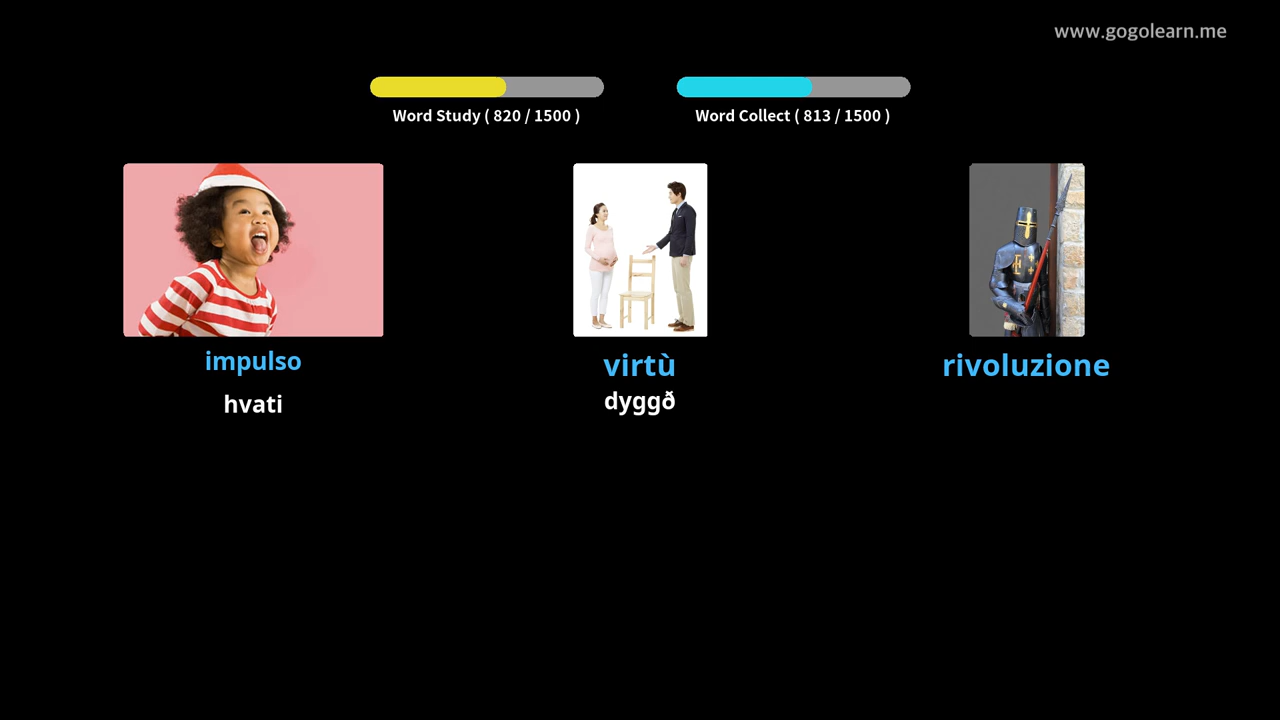 www.gogolearn.me
Word Study ( 820 / 1500 )
Word Collect ( 813 / 1500 )
impulso
hvati
virtù
dyggð
rivoluzione